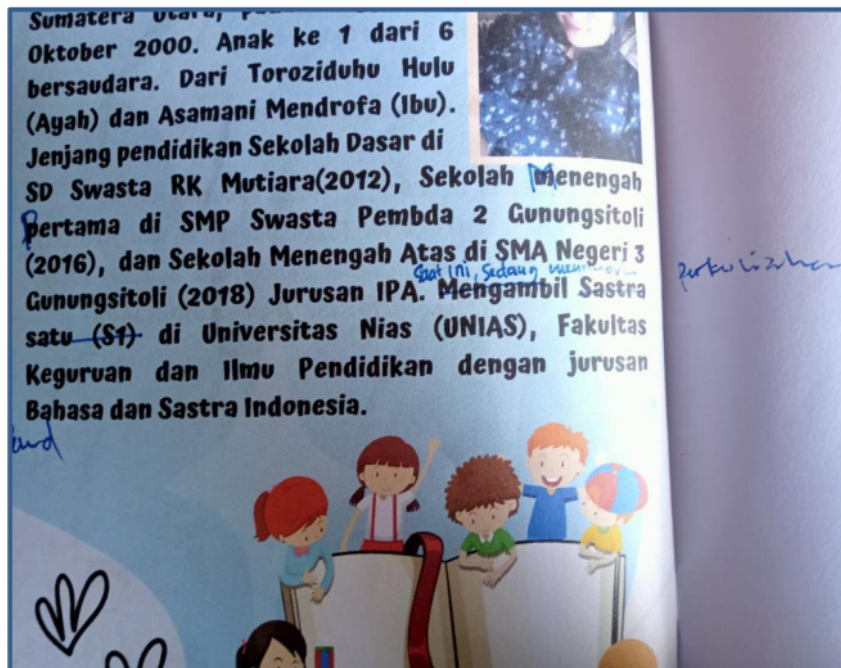 Sumatera Utara,
Oktober 2000. Anak ke 1 dari 6
bersaudara. Dari Toroziduhu Hulu
(Ayah) dan Asamani Mendrofa (Ibu).
Jenjang pendidikan Sekolah Dasar di
SD Swasta RK Mutiara(2012), Sekolah Menengah
Pertama di SMP Swasta Pembda 2 Gunungsitoli
(2016), dan Sekolah Menengah Atas di SMA Negeri 3
Saat ini, Sedang
Gunungsitoli (2018) Jurusan IPA. Mengambil Sastra
satu (S1) di Universitas Nias (UNIAS), Fakultas
Keguruan dan Ilmu Pendidikan dengan jurusan
Bahasa dan Sastra Indonesia.